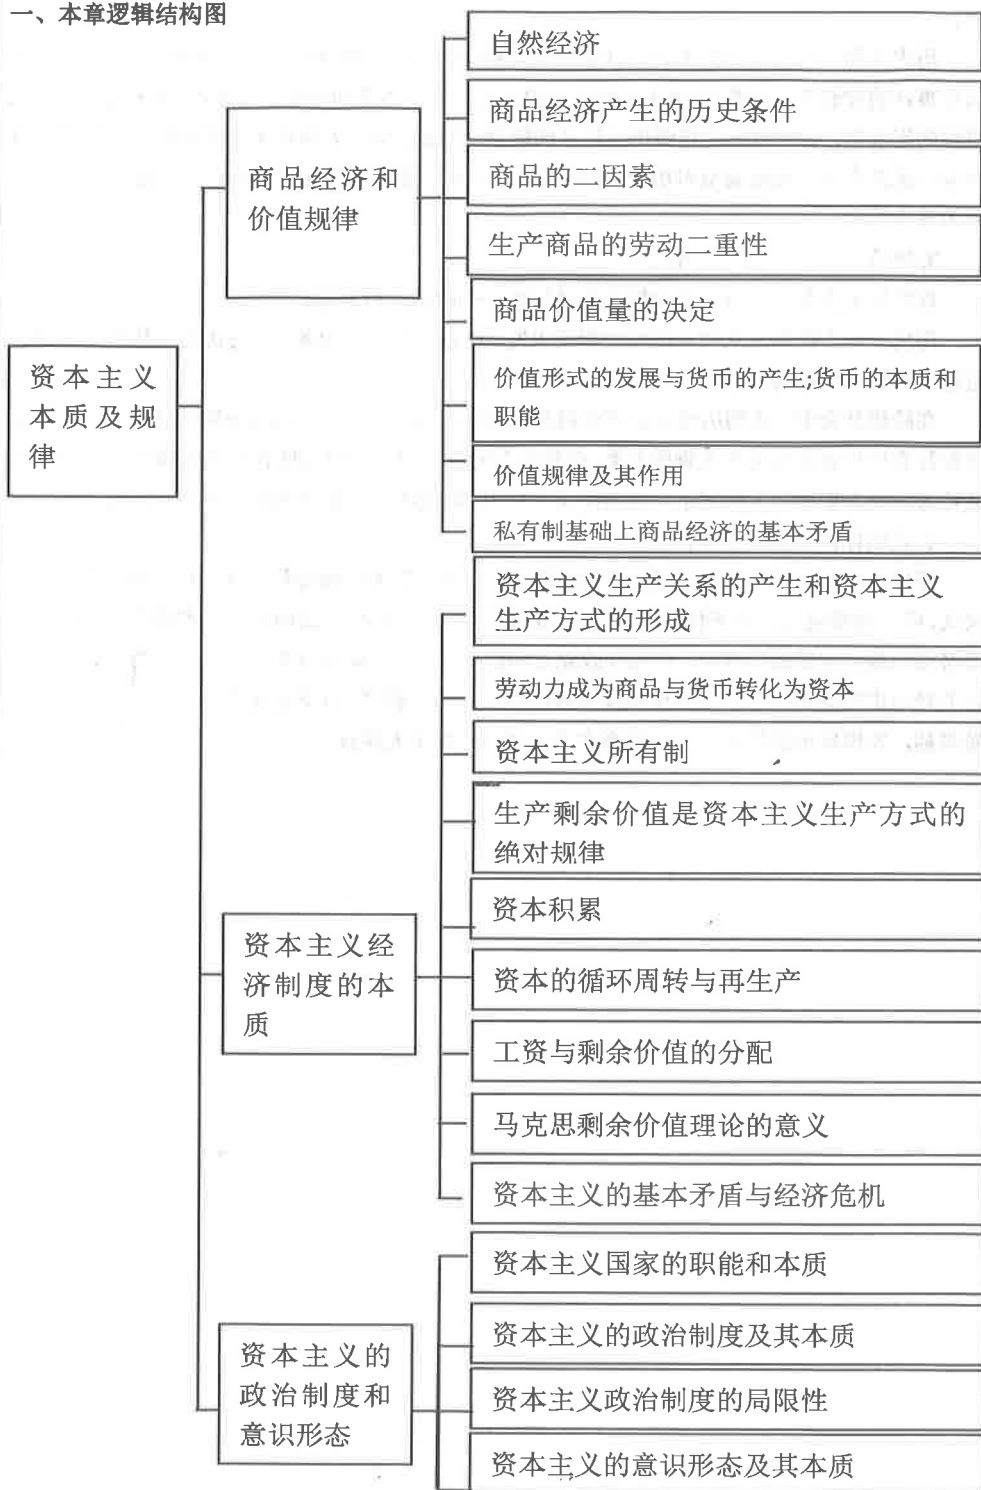 一、本章逻辑结构图
资本主义
本质及规
律
商品经济和
价值规律
自然经济
商品经济产生的历史条件
商品的二因素
生产商品的劳动二重性
商品价值量的决定
价值形式的发展与货币的产生;货币的本质和
职能
价值规律及其作用
私有制基础上商品经济的基本矛盾
资本主义经
济制度的本
质
资本主义生产关系的产生和资本主义
生产方式的形成
劳动力成为商品与货币转化为资本
资本主义所有制
生产剩余价值是资本主义生产方式的
绝对规律
资本积累
资本的循环周转与再生产
工资与剩余价值的分配
马克思剩余价值理论的意义
资本主义的基本矛盾与经济危机
资本主义的
政治制度和
意识形态
资本主义国家的职能和本质
资本主义的政治制度及其本质
资本主义政治制度的局限性
资本主义的意识形态及其本质